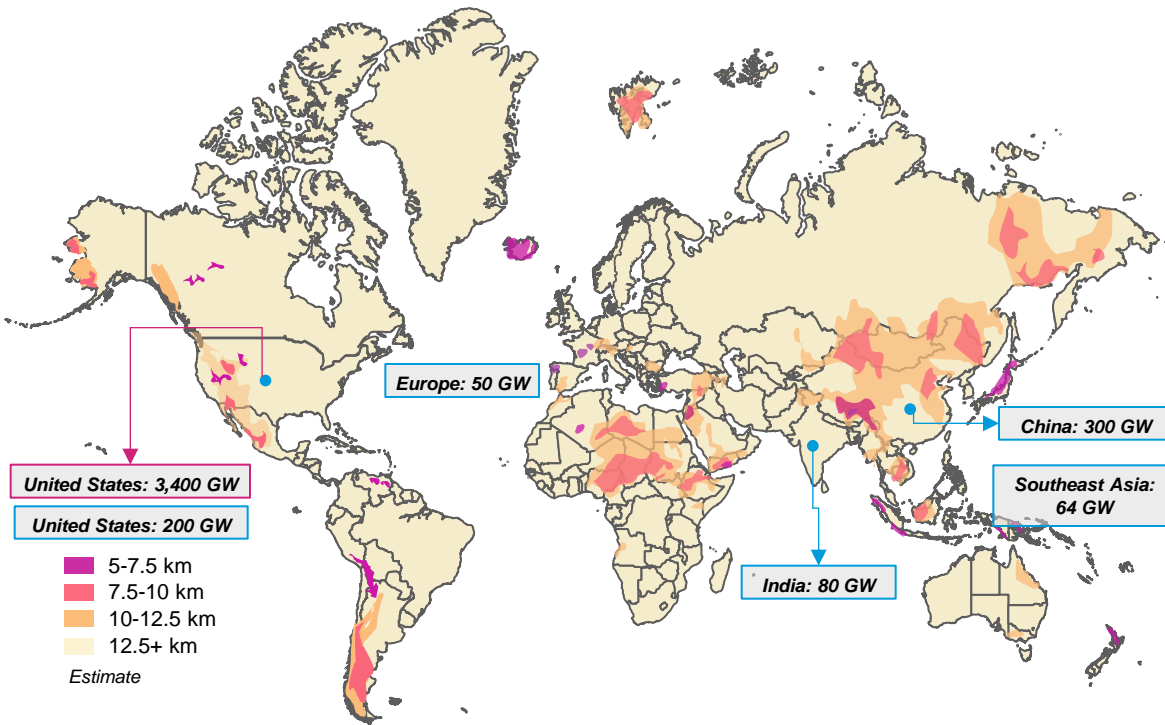 Europe: 50 GW
China: 300 GW
United States: 3,400 GW
Southeast Asia:
64 GW
United States: 200 GW
India: 80 GW
5-7.5 km
7.5-10 km
10-12.5 km
12.5+ km
Estimate